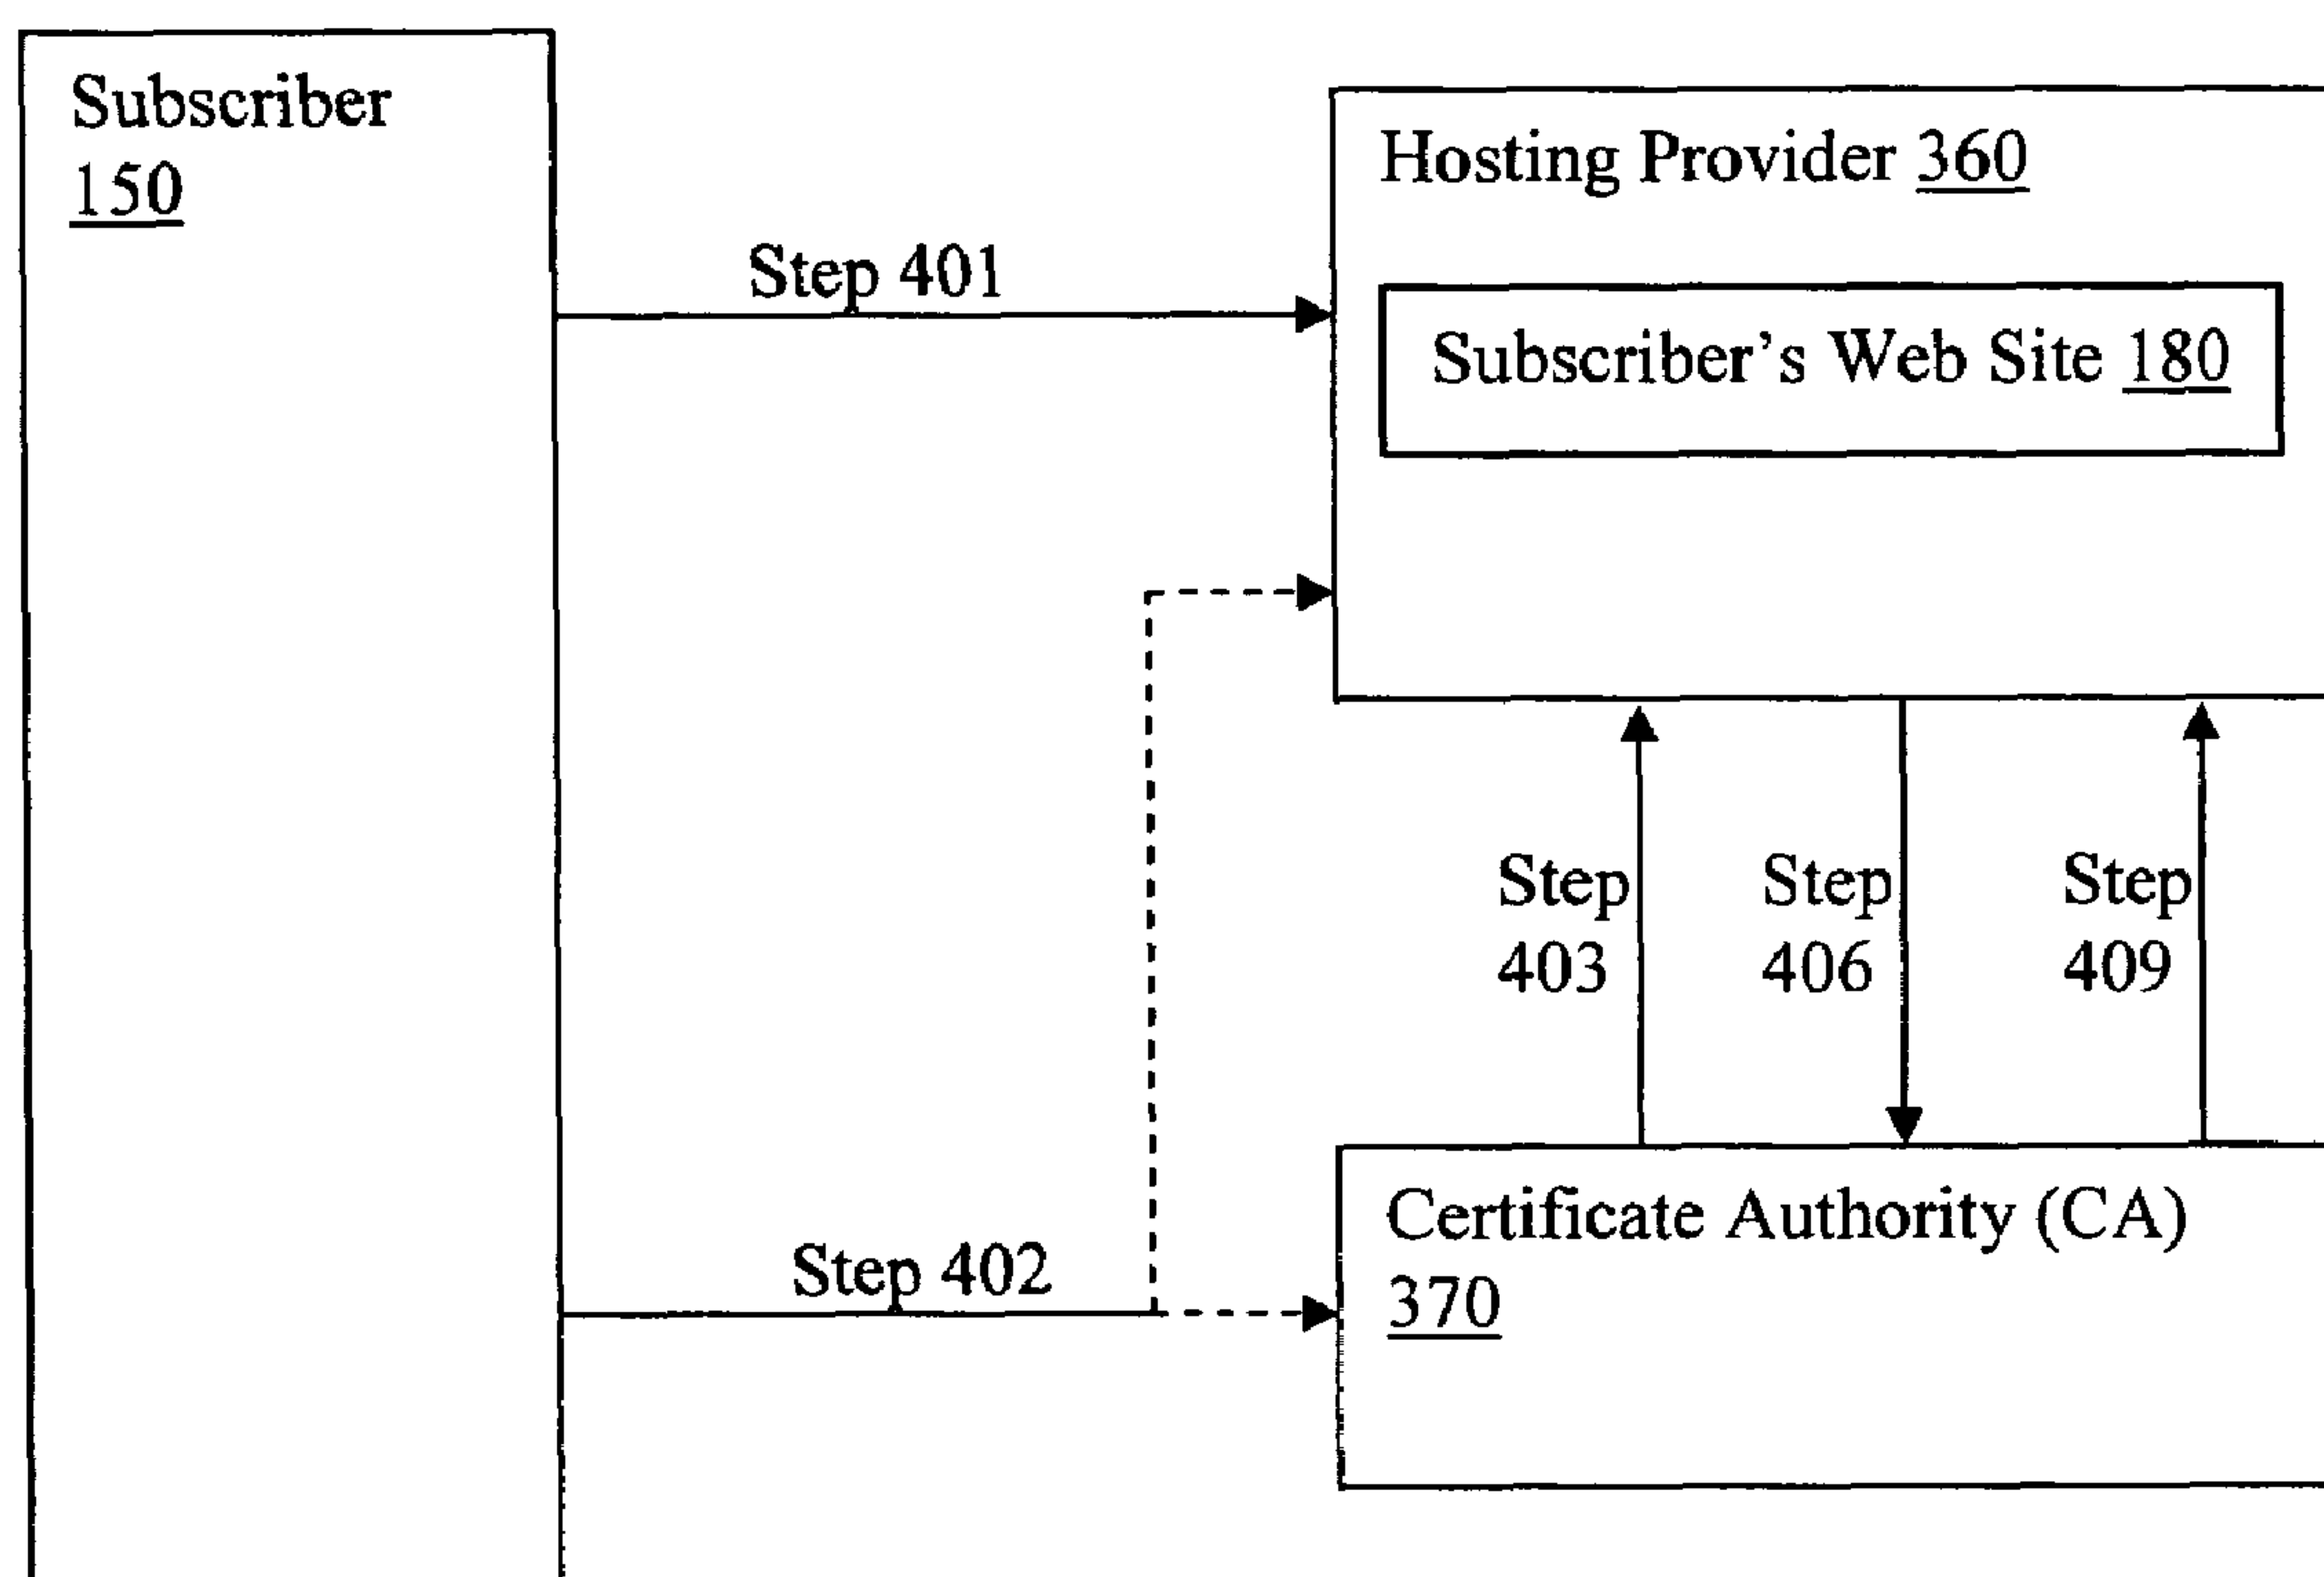 Subscriber
150
Step 401
Hosting Provider 360
Subscriber's Web Site 180
Step
403
Step
406
Step
409
Step 402
Certificate Authority (CA)
370